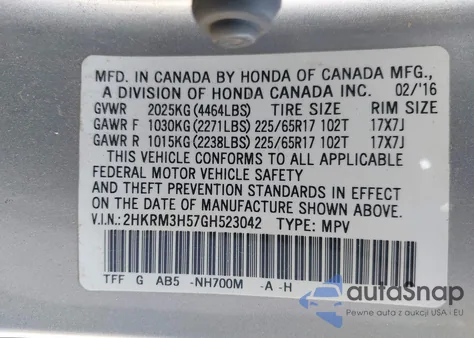 MFD. IN CANADA BY HONDA OF CANADA MFG.,
A DIVISION OF HONDA CANADA INC. 02/'16
GVWR 2025KG (4464LBS) TIRE SIZE RIM SIZE
GAWR F 1030KG (2271LBS) 225/65R17 102T 17X7J
GAWR R 1015KG (2238LBS) 225/65R17 102T 17X7J
THIS VEHICLE CONFORMS TO ALL APPLICABLE
FEDERAL MOTOR VEHICLE SAFETY
AND THEFT PREVENTION STANDARDS IN EFFECT
ON THE DATE OF MANUFACTURE SHOWN ABOVE.
V.I.N.: 2HKRM3H57GH523042 TYPE: MPV
TFF G AB5 -NH700M -A -H
autoSnap
Pewne auta z aukcji USA i EU